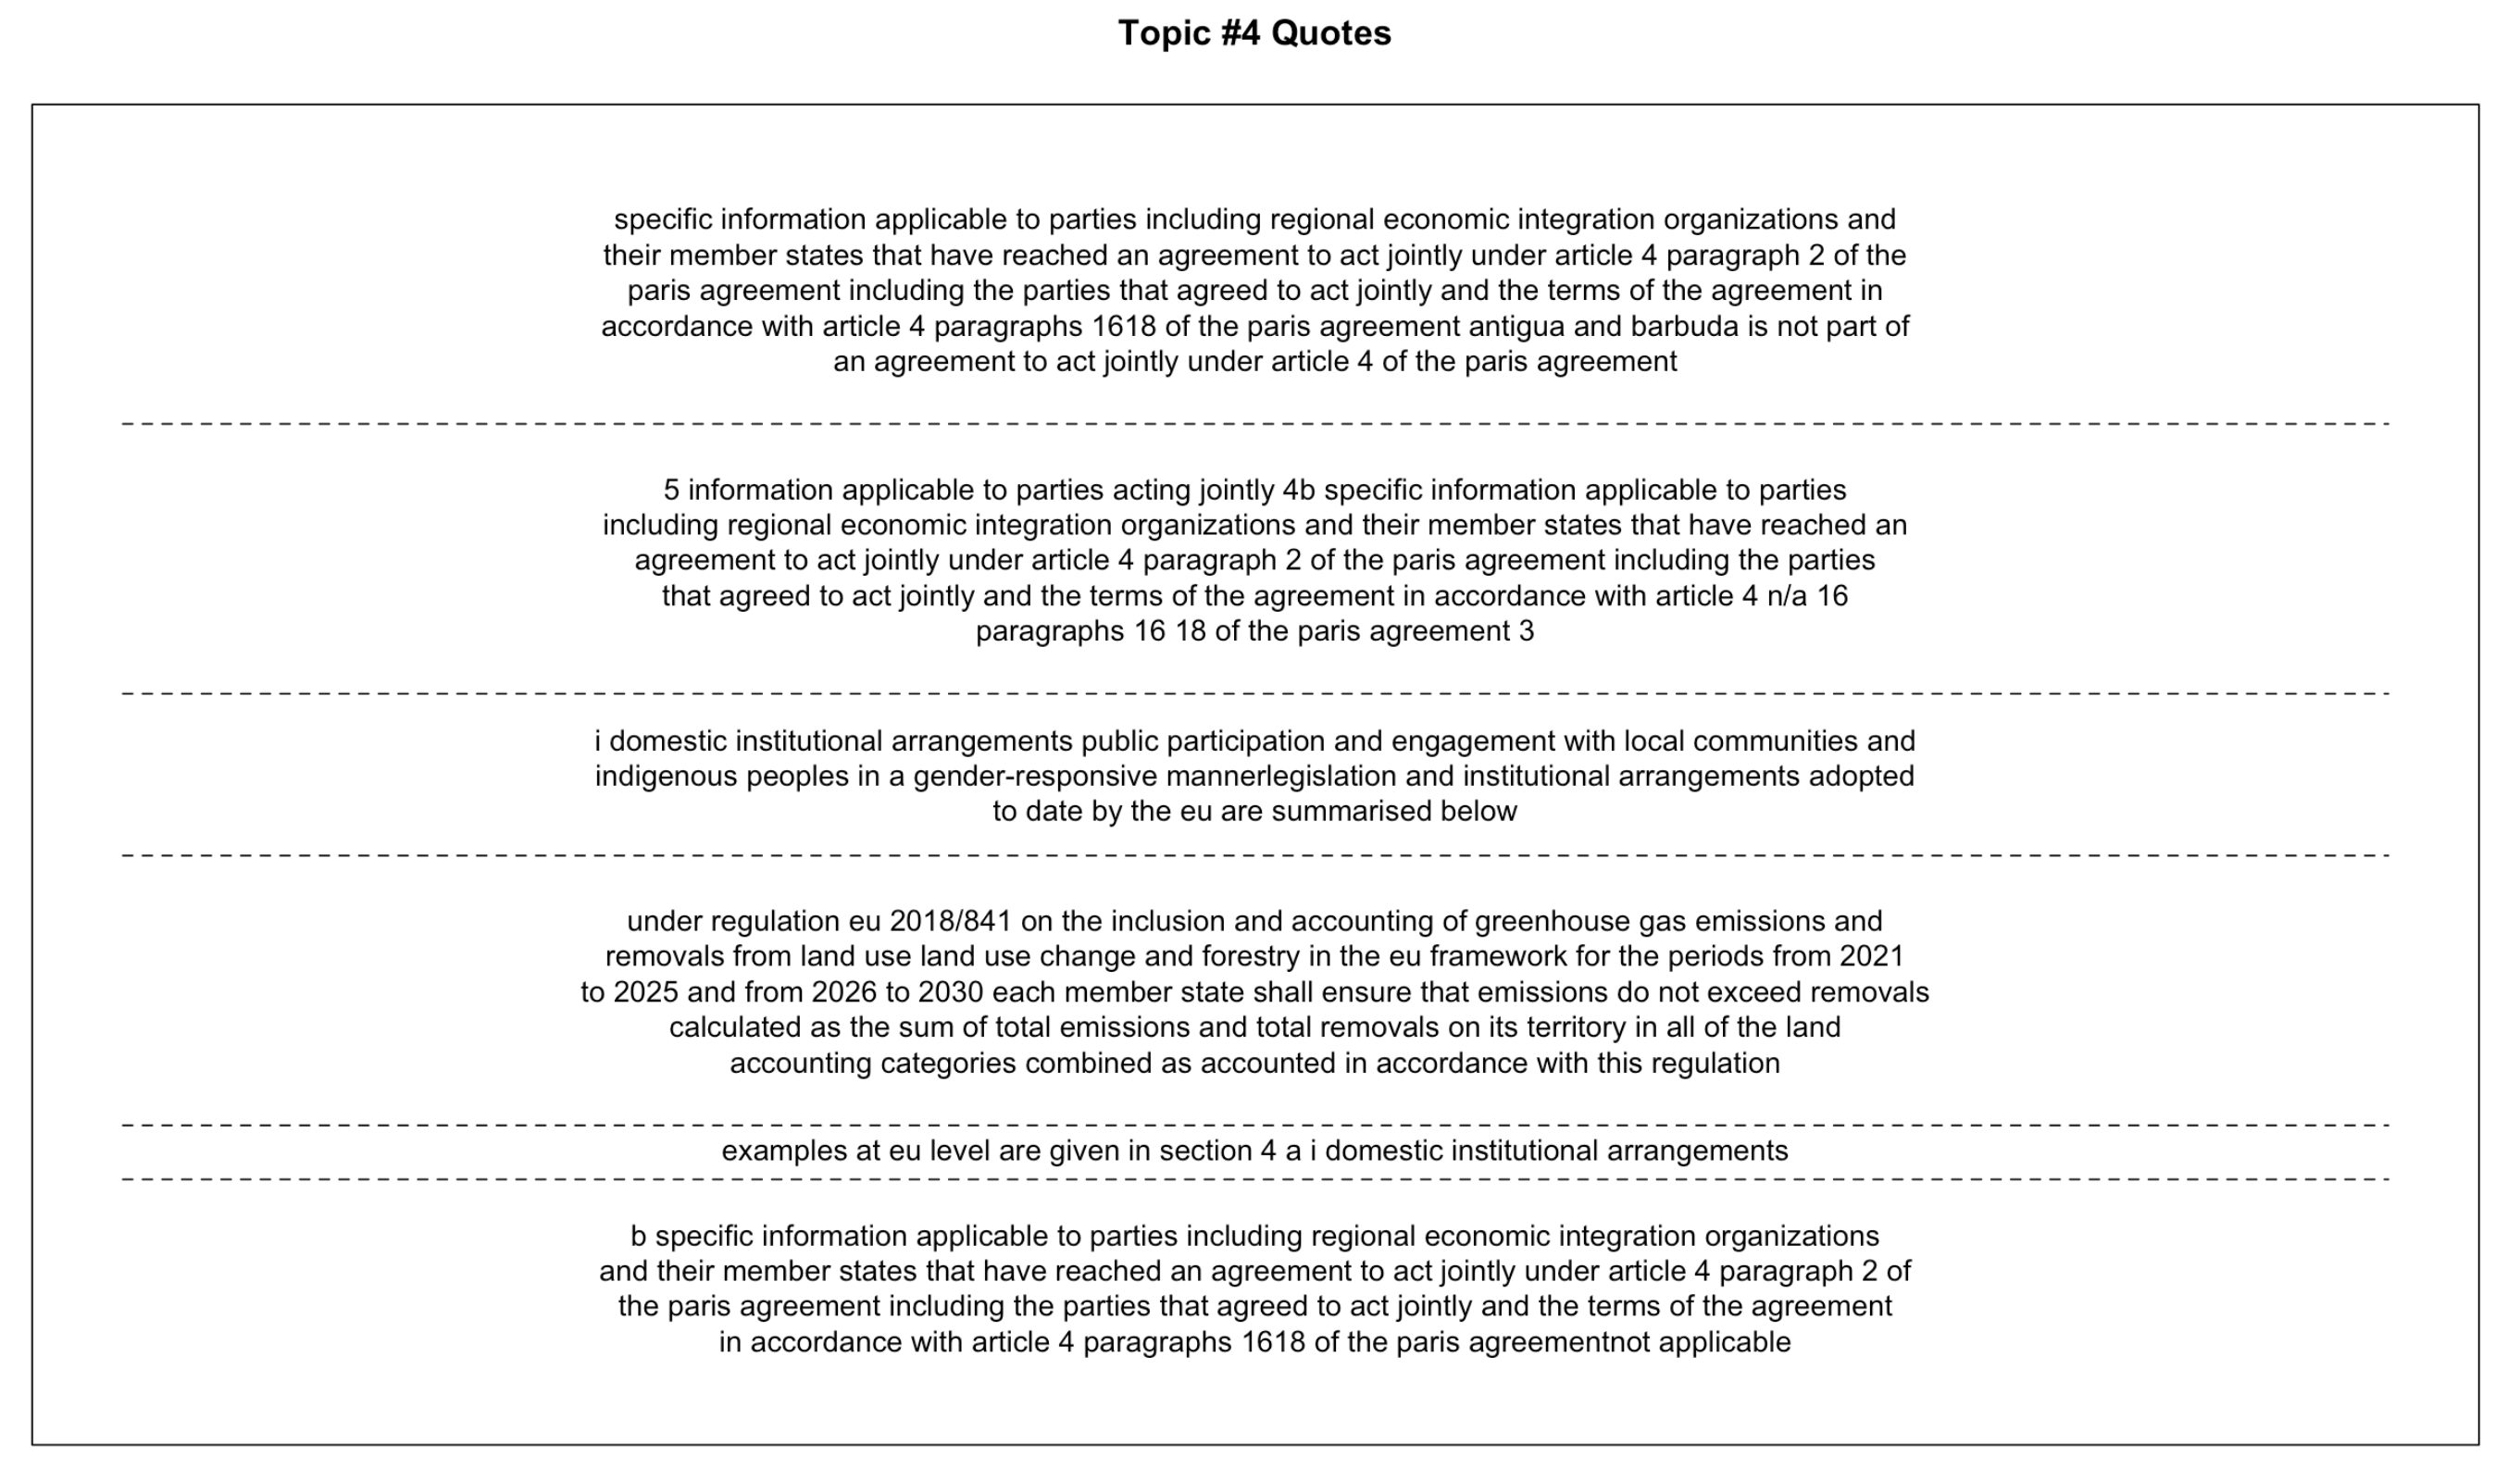 Topic #4 Quotes
specific information applicable to parties including regional economic integration organizations and
their member states that have reached an agreement to act jointly under article 4 paragraph 2 of the
paris agreement including the parties that agreed to act jointly and the terms of the agreement in
accordance with article 4 paragraphs 1618 of the paris agreement antigua and barbuda is not part of
an agreement to act jointly under article 4 of the paris agreement
5 information applicable to parties acting jointly 4b specific information applicable to parties
including regional economic integration organizations and their member states that have reached an
agreement to act jointly under article 4 paragraph 2 of the paris agreement including the parties
that agreed to act jointly and the terms of the agreement in accordance with article 4 n/a 16
paragraphs 16 18 of the paris agreement 3
i domestic institutional arrangements public participation and engagement with local communities and
indigenous peoples in a gender-responsive mannerlegislation and institutional arrangements adopted
to date by the eu are summarised below
under regulation eu 2018/841 on the inclusion and accounting of greenhouse gas emissions and
removals from land use land use change and forestry in the eu framework for the periods from 2021
to 2025 and from 2026 to 2030 each member state shall ensure that emissions do not exceed removals
calculated as the sum of total emissions and total removals on its territory in all of the land
accounting categories combined as accounted in accordance with this regulation
examples at eu level are given in section 4 a i domestic institutional arrangements
b specific information applicable to parties including regional economic integration organizations
and their member states that have reached an agreement to act jointly under article 4 paragraph 2 of
the paris agreement including the parties that agreed to act jointly and the terms of the agreement
in accordance with article 4 paragraphs 1618 of the paris agreementnot applicable